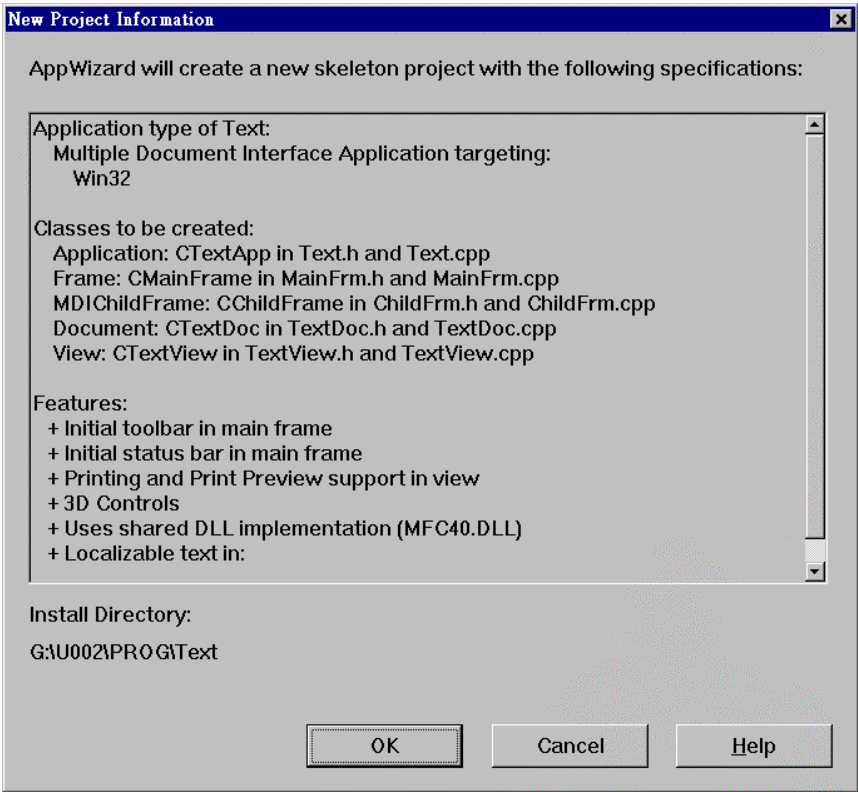 New Project Information
AppWizard will create a new skeleton project with the following specifications:
Application type of Text:
Multiple Document Interface Application targeting:
Win32
Classes to be created:
Application: CTextApp in Text.h and Text.cpp
Frame: CMainFrame in MainFrm.h and MainFrm.cpp
MDIChildFrame: CChildFrame in ChildFrm.h and ChildFrm.cpp
Document: CTextDoc in TextDoc.h and TextDoc.cpp
View: CTextView in TextView.h and TextView.cpp
Features:
+ Initial toolbar in main frame
+ Initial status bar in main frame
+ Printing and Print Preview support in view
+ 3D Controls
+ Uses shared DLL implementation (MFC40.DLL)
+ Localizable text in:
Install Directory:
G:\U002\PROG\Text
OK Cancel Help